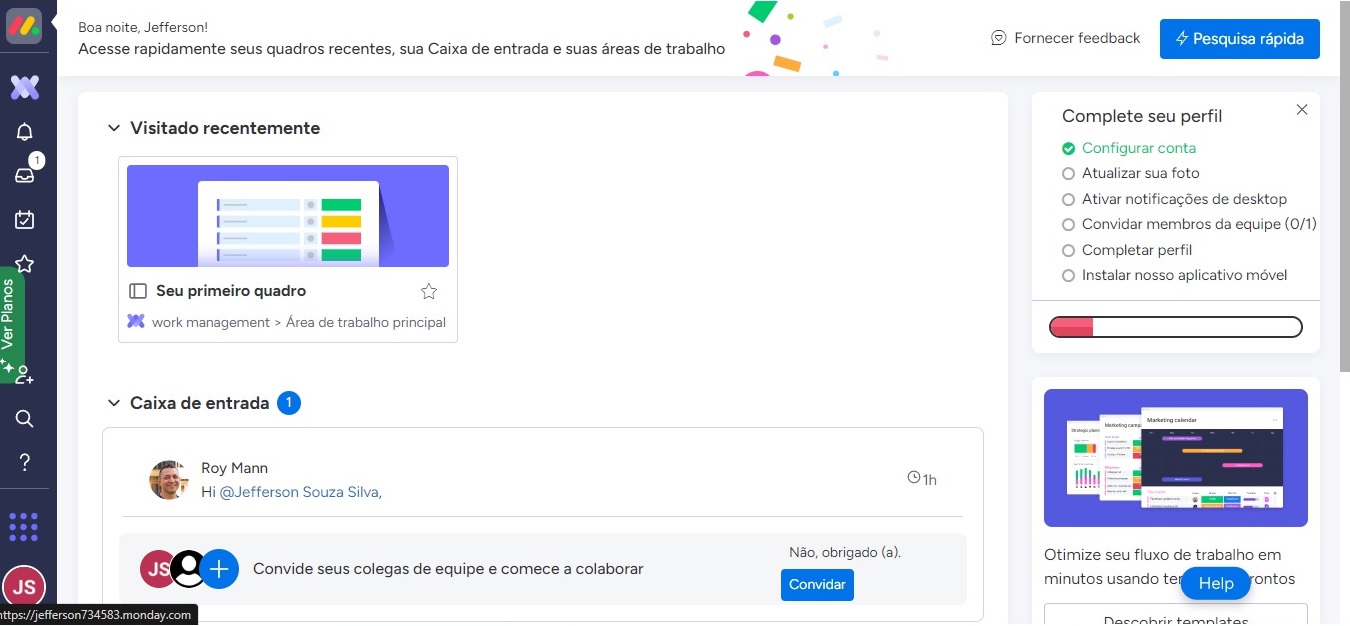 Boa noite, Jefferson!
Acesse rapidamente seus quadros recentes, sua Caixa de entrada e suas áreas de trabalho
Fornecer feedback
Pesquisa rápida
1
Ver Planos
JS
https://jefferson734583.monday.com
Visitado recentemente
Seu primeiro quadro
work management > Área de trabalho principal
Caixa de entrada 1
Roy Mann
Hi @Jefferson Souza Silva,
1h
JS
Convide seus colegas de equipe e comece a colaborar
Não, obrigado (a).
Convidar
Complete seu perfil
Configurar conta
Atualizar sua foto
Ativar notificações de desktop
Convidar membros da equipe (0/1)
Completar perfil
Instalar nosso aplicativo móvel
Marketing calendar
Otimize seu fluxo de trabalho em
minutos usando
Help
Descobrir templates